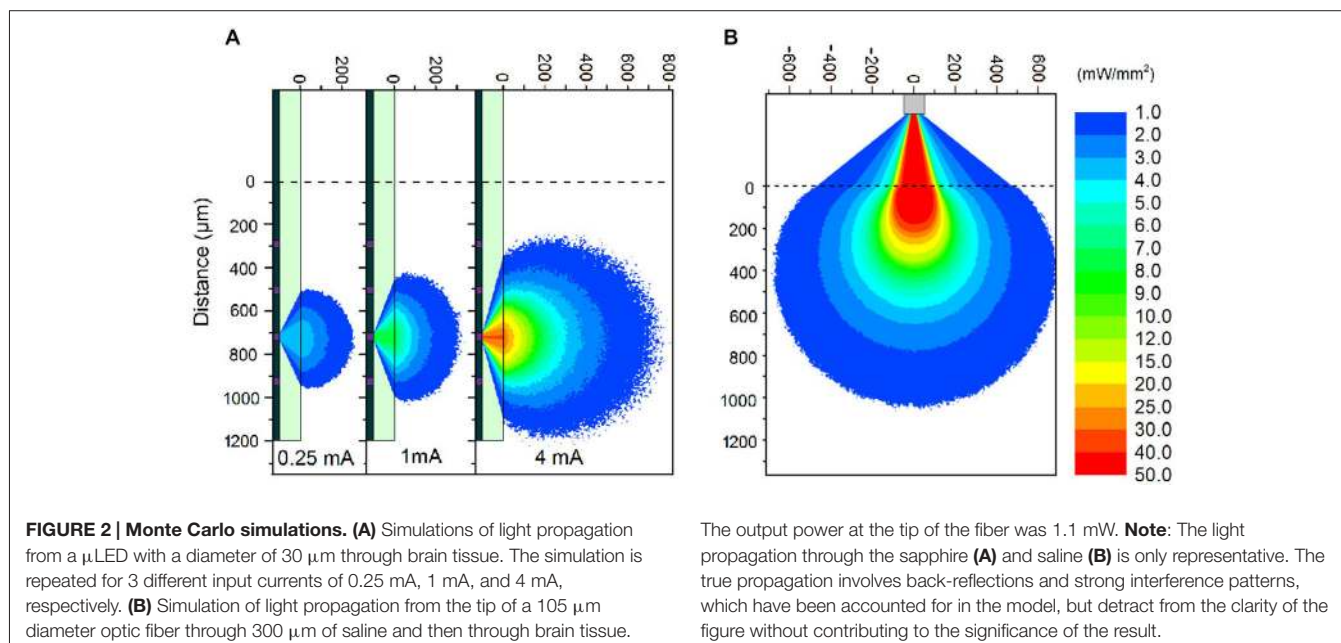 A
B
0
200
0
200
0
200
400
600
800
-600
-400
-200
0
200
400
600
(mW/mm²)
Distance (µm)
0
200
400
600
800
1000
1200
0.25 mA
1mA
4 mA
0
200
400
600
800
1000
1200
1.0
2.0
3.0
4.0
5.0
6.0
7.0
8.0
9.0
10.0
12.0
15.0
20.0
25.0
30.0
40.0
50.0
FIGURE 2 | Monte Carlo simulations. (A) Simulations of light propagation
from a µLED with a diameter of 30 µm through brain tissue. The simulation is
repeated for 3 different input currents of 0.25 mA, 1 mA, and 4 mA,
respectively. (B) Simulation of light propagation from the tip of a 105 µm
diameter optic fiber through 300 µm of saline and then through brain tissue.
The output power at the tip of the fiber was 1.1 mW. Note: The light
propagation through the sapphire (A) and saline (B) is only representative. The
true propagation involves back-reflections and strong interference patterns,
which have been accounted for in the model, but detract from the clarity of the
figure without contributing to the significance of the result.